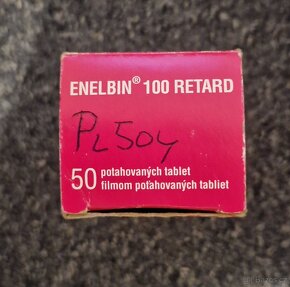 ENELBIN® 100 RETARD
PL504
50 potahovaných tablet
filmom poťahovaných tabliet